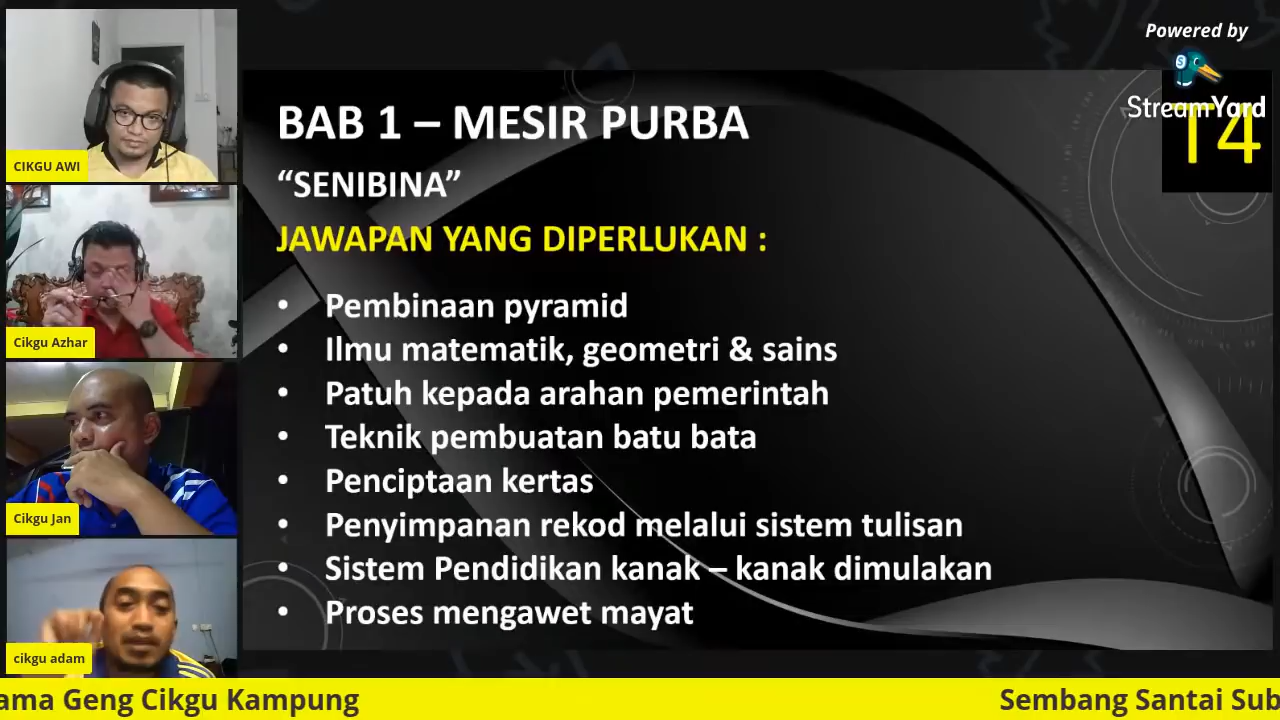 Powered by
StreamYard
T4
BAB 1 – MESIR PURBA
“SENIBINA”
JAWAPAN YANG DIPERLUKAN :
• Pembinaan pyramid
• Ilmu matematik, geometri & sains
• Patuh kepada arahan pemerintah
• Teknik pembuatan batu bata
• Penciptaan kertas
• Penyimpanan rekod melalui sistem tulisan
• Sistem Pendidikan kanak – kanak dimulakan
• Proses mengawet mayat
CIKGU AWI
Cikgu Azhar
Cikgu Jan
cikgu adam
ama Geng Cikgu Kampung
Sembang Santai Sub